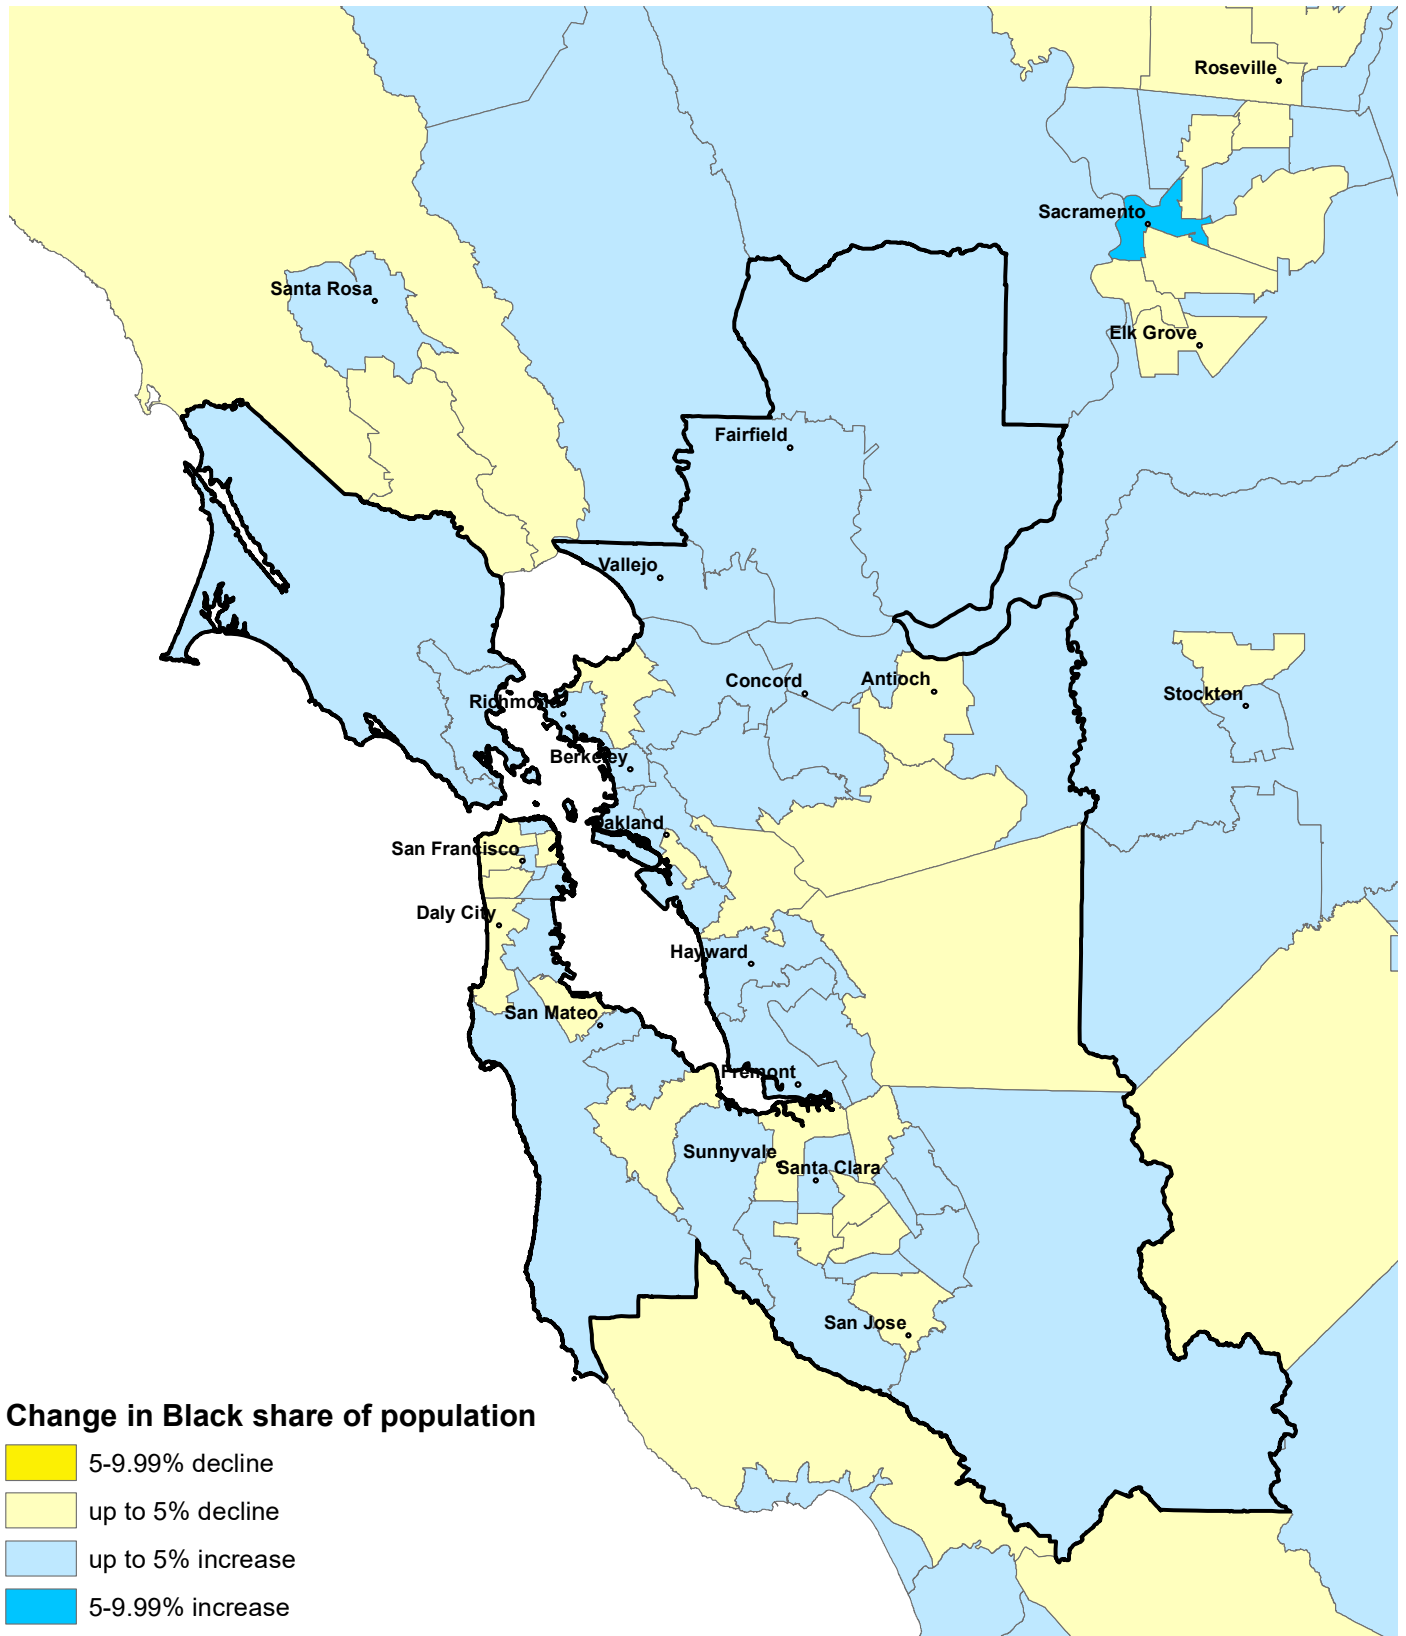 Roseville
Sacramento
Santa Rosa
Elk Grove
Fairfield
Vallejo
Concord
Antioch
Stockton
Richmond
Berkeley
Oakland
San Francisco
Daly City
Hayward
San Mateo
Fremont
Sunnyvale
Santa Clara
San Jose
Change in Black share of population
5-9.99% decline
up to 5% decline
up to 5% increase
5-9.99% increase